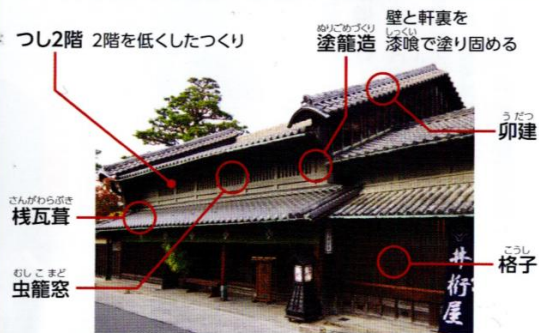 つし2階 2階を低くしたつくり
ぬりごめづくり
塗籠造
壁と軒裏を
しっくい
漆喰で塗り固める
うだつ
卯建
さんがわらぶき
桟瓦葺
むしこまど
虫籠窓
こうし
格子
井桁屋